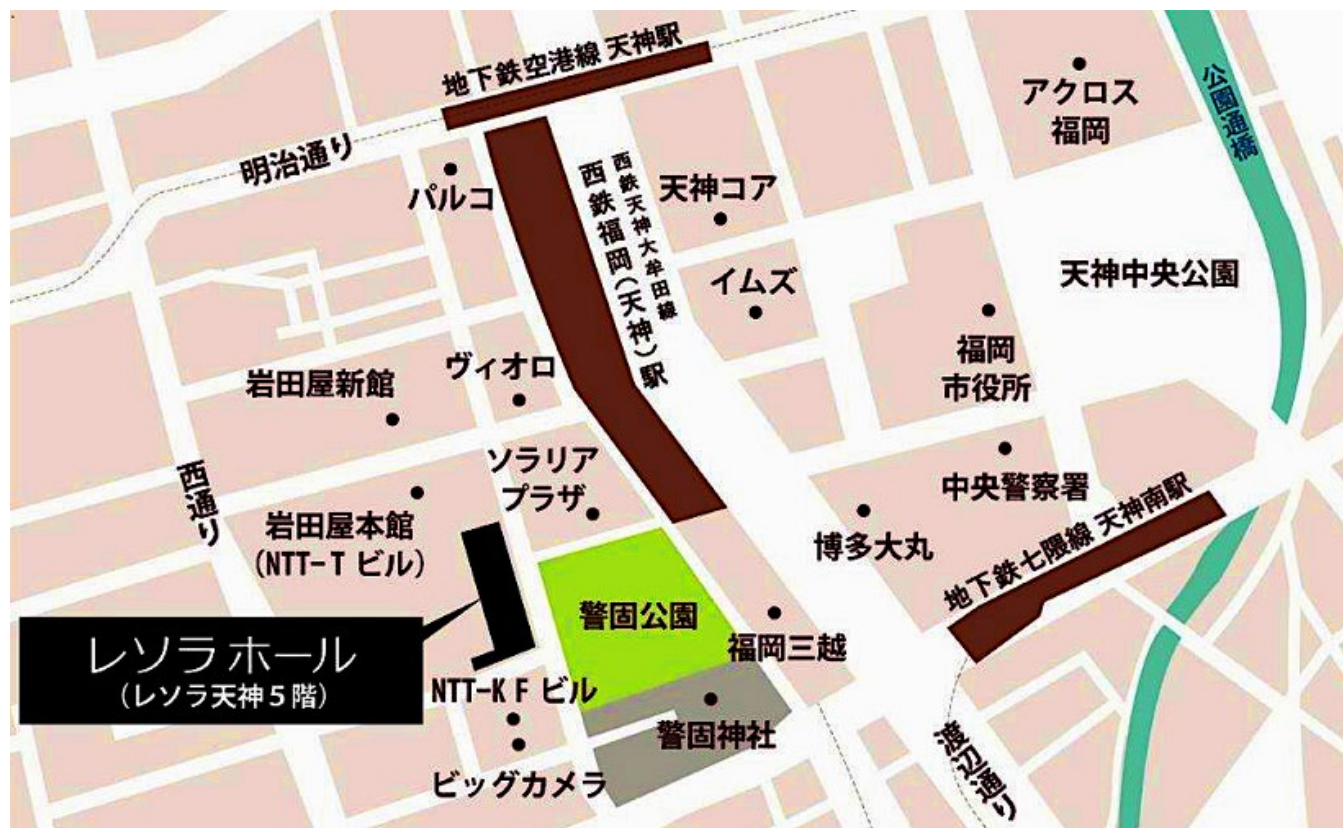 地下鉄空港線 天神駅
アクロス
福岡
公園通橋
明治通り
パルコ
西鉄天神大牟田線
西鉄福岡(天神)駅
天神コア
イムズ
天神中央公園
福岡
市役所
ヴィオロ
岩田屋新館
ソラリア
プラザ
西通り
岩田屋本館
(NTT-T ビル)
中央警察署
博多大丸
地下鉄七隈線 天神南駅
警固公園
福岡三越
レソラ ホール
(レソラ天神5階)
NTT-K F ビル
警固神社
渡辺通り
ビッグカメラ